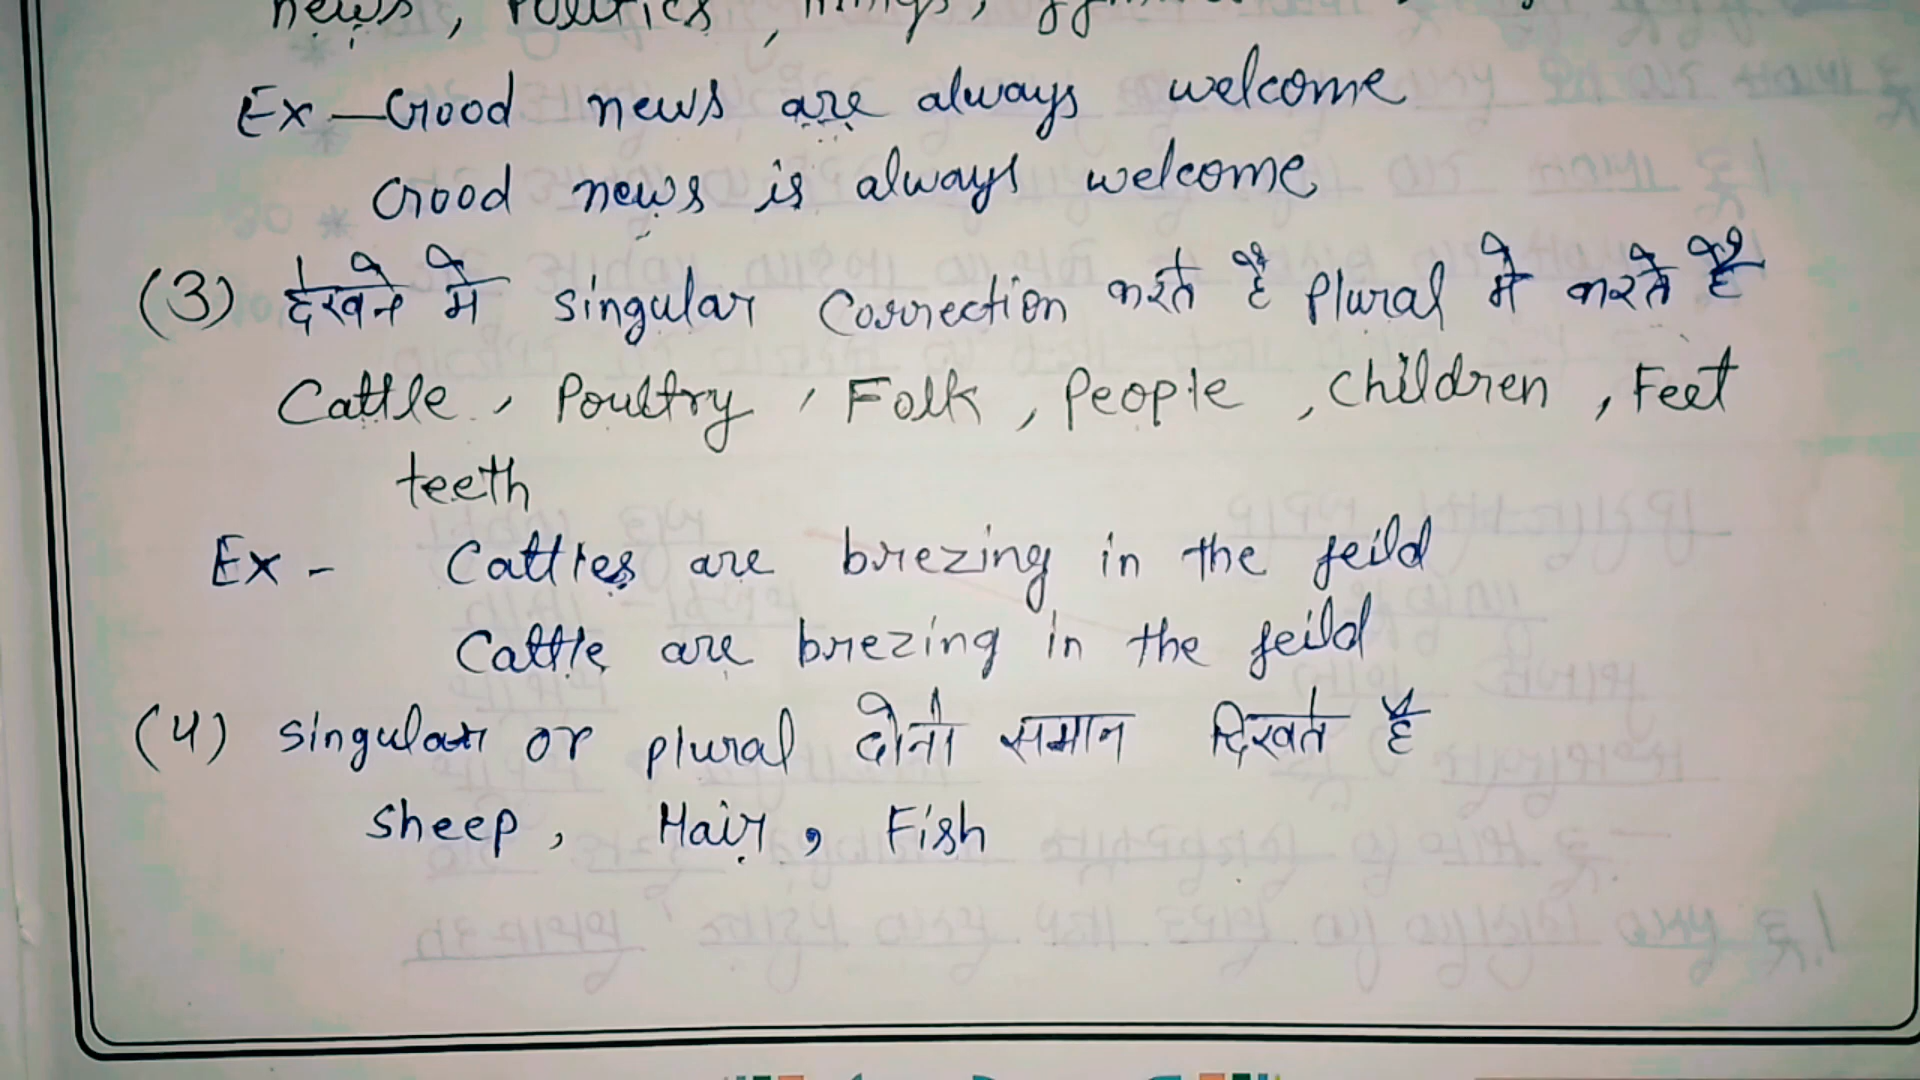 news, Politics,
Ex - Good news are always welcome
Good news is always welcome
(3) देखने मे singular correction करते है Plural मे करते है
Cattle, Poultry, Folk, People, children, Feet
teeth
Ex - Cattles are brezing in the feild
Cattle are brezing in the feild
(4) singular or plural दोनो समान दिखते है
sheep, Hair, Fish